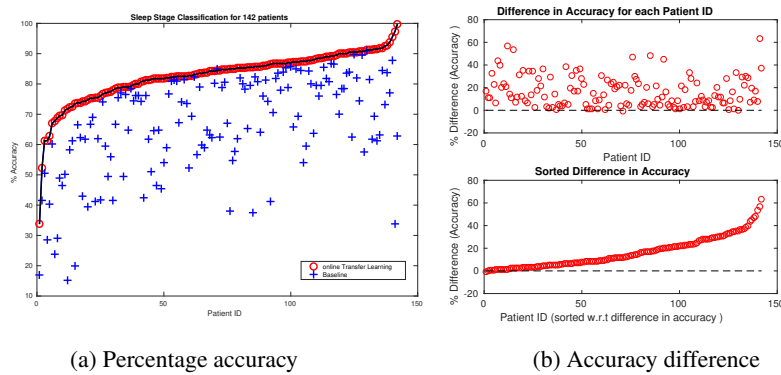 Sleep Stage Classification for 142 patients
% Accuracy
100
90
80
70
60
50
40
30
20
10
0
50
100
150
Patient ID
online Transfer Learning
Baseline
(a) Percentage accuracy
Difference in Accuracy for each Patient ID
% Difference (Accuracy )
80
60
40
20
0
-20
0
50
100
150
Patient ID
Sorted Difference in Accuracy
% Difference (Accuracy)
80
60
40
20
0
-20
0
50
100
150
Patient ID (sorted w.r.t difference in accuracy )
(b) Accuracy difference